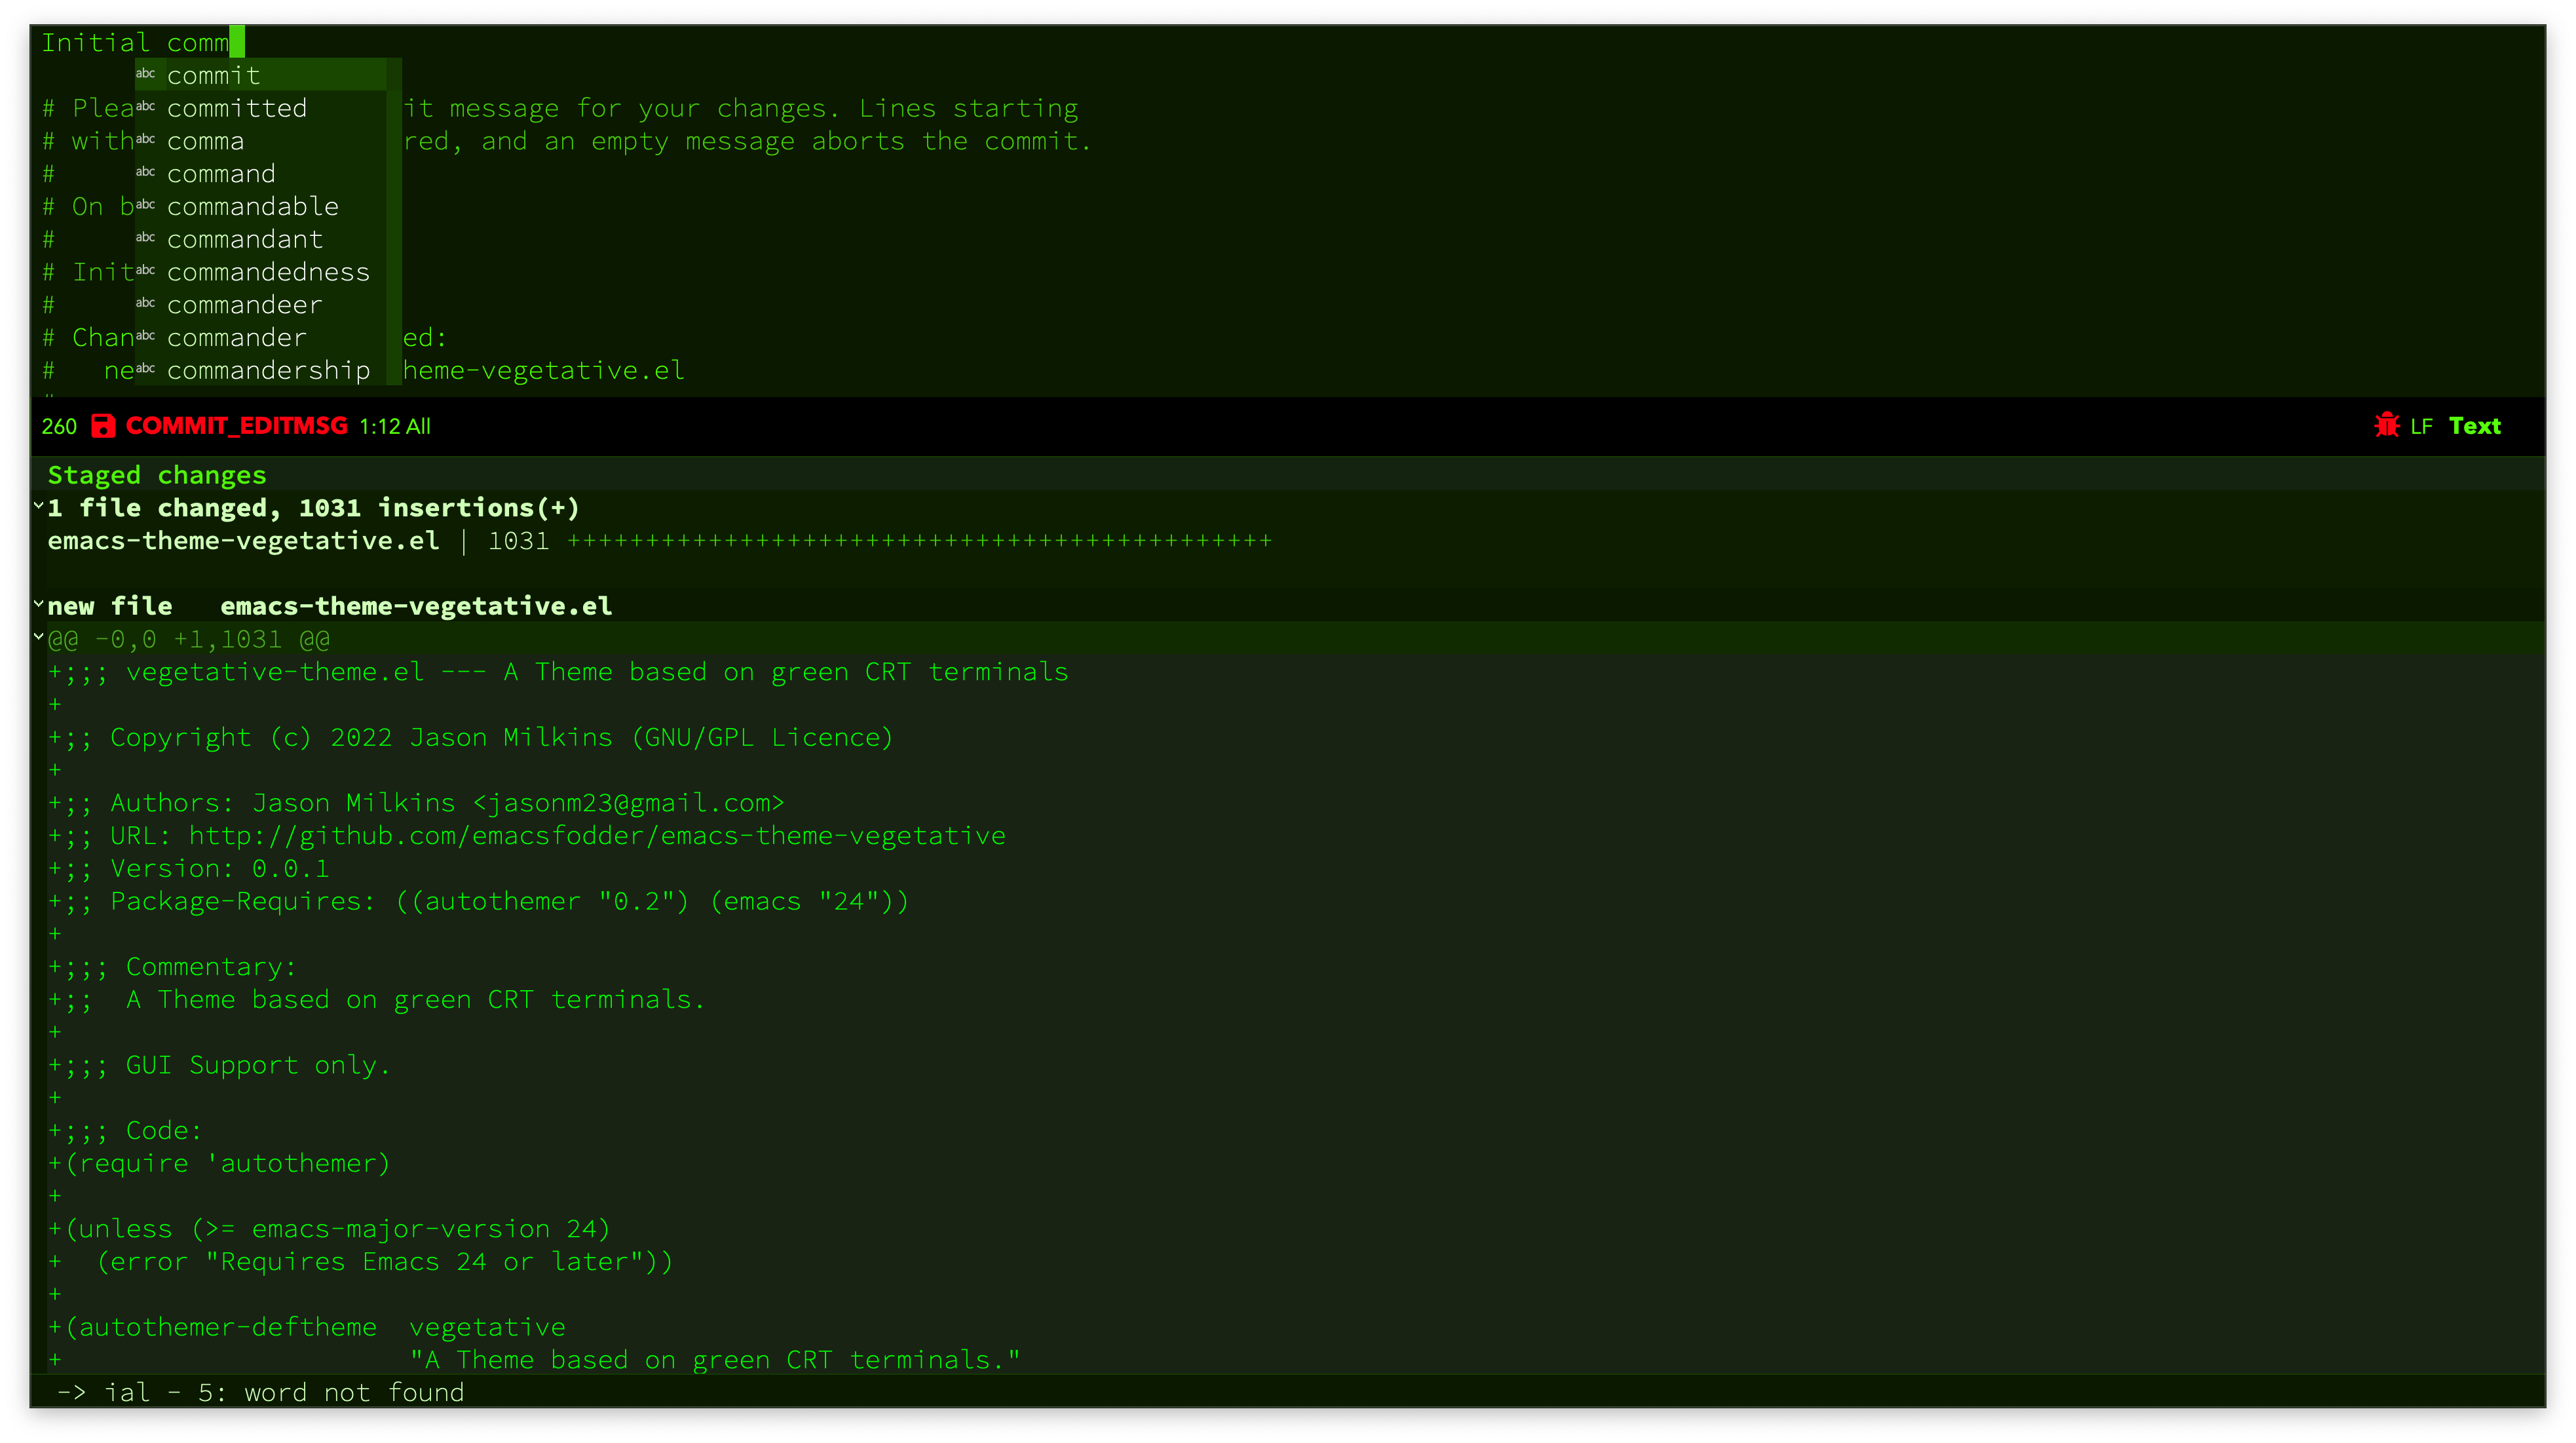 Initial comm
abc commit
# Plea abc committed it message for your changes. Lines starting
# with abc comma red, and an empty message aborts the commit.
# abc command
# On b abc commandable
# abc commandant
# Init abc commandedness
# abc commandeer
# Chan abc commander ed:
#   ne abc commandership heme-vegetative.el
260 COMMIT_EDITMSG 1:12 All LF Text
Staged changes
1 file changed, 1031 insertions(+)
emacs-theme-vegetative.el | 1031 +++++++++++++++++++++++++++++++++++++++++++++
new file   emacs-theme-vegetative.el
@@ -0,0 +1,1031 @@
+;;; vegetative-theme.el --- A Theme based on green CRT terminals
+
+;; Copyright (c) 2022 Jason Milkins (GNU/GPL Licence)
+
+;; Authors: Jason Milkins <jasonm23@gmail.com>
+;; URL: http://github.com/emacsfodder/emacs-theme-vegetative
+;; Version: 0.0.1
+;; Package-Requires: ((autothemer "0.2") (emacs "24"))
+
+;;; Commentary:
+;;  A Theme based on green CRT terminals.
+
+;;; GUI Support only.
+
+;;; Code:
+(require 'autothemer)
+
+(unless (>= emacs-major-version 24)
+  (error "Requires Emacs 24 or later"))
+
+(autothemer-deftheme  vegetative
+                      "A Theme based on green CRT terminals."
-> ial - 5: word not found